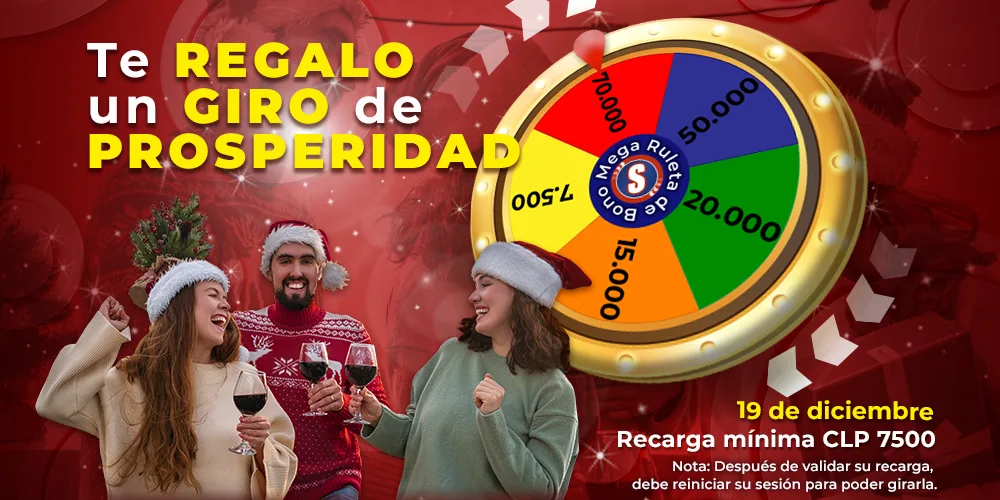 Te REGALO
un GIRO de
PROSPERIDAD
70.000
50.000
20.000
15.000
7.500
Mega Ruleta de Bono
S
19 de diciembre
Recarga mínima CLP 7500
Nota: Después de validar su recarga,
debe reiniciar su sesión para poder girarla.